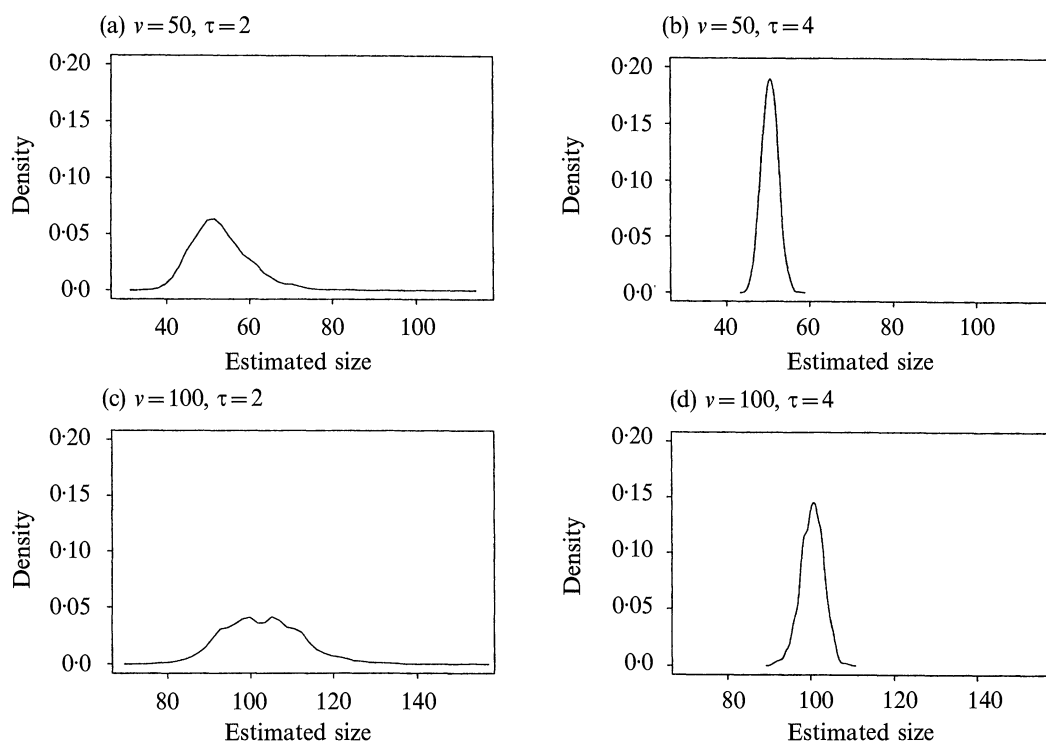 (a) ν=50, τ=2
0·20
0·15
0·10
0·05
0·0
Density
40 60 80 100
Estimated size
(b) ν=50, τ=4
0·20
0·15
0·10
0·05
0·0
Density
40 60 80 100
Estimated size
(c) ν=100, τ=2
0·20
0·15
0·10
0·05
0·0
Density
80 100 120 140
Estimated size
(d) ν=100, τ=4
0·20
0·15
0·10
0·05
0·0
Density
80 100 120 140
Estimated size